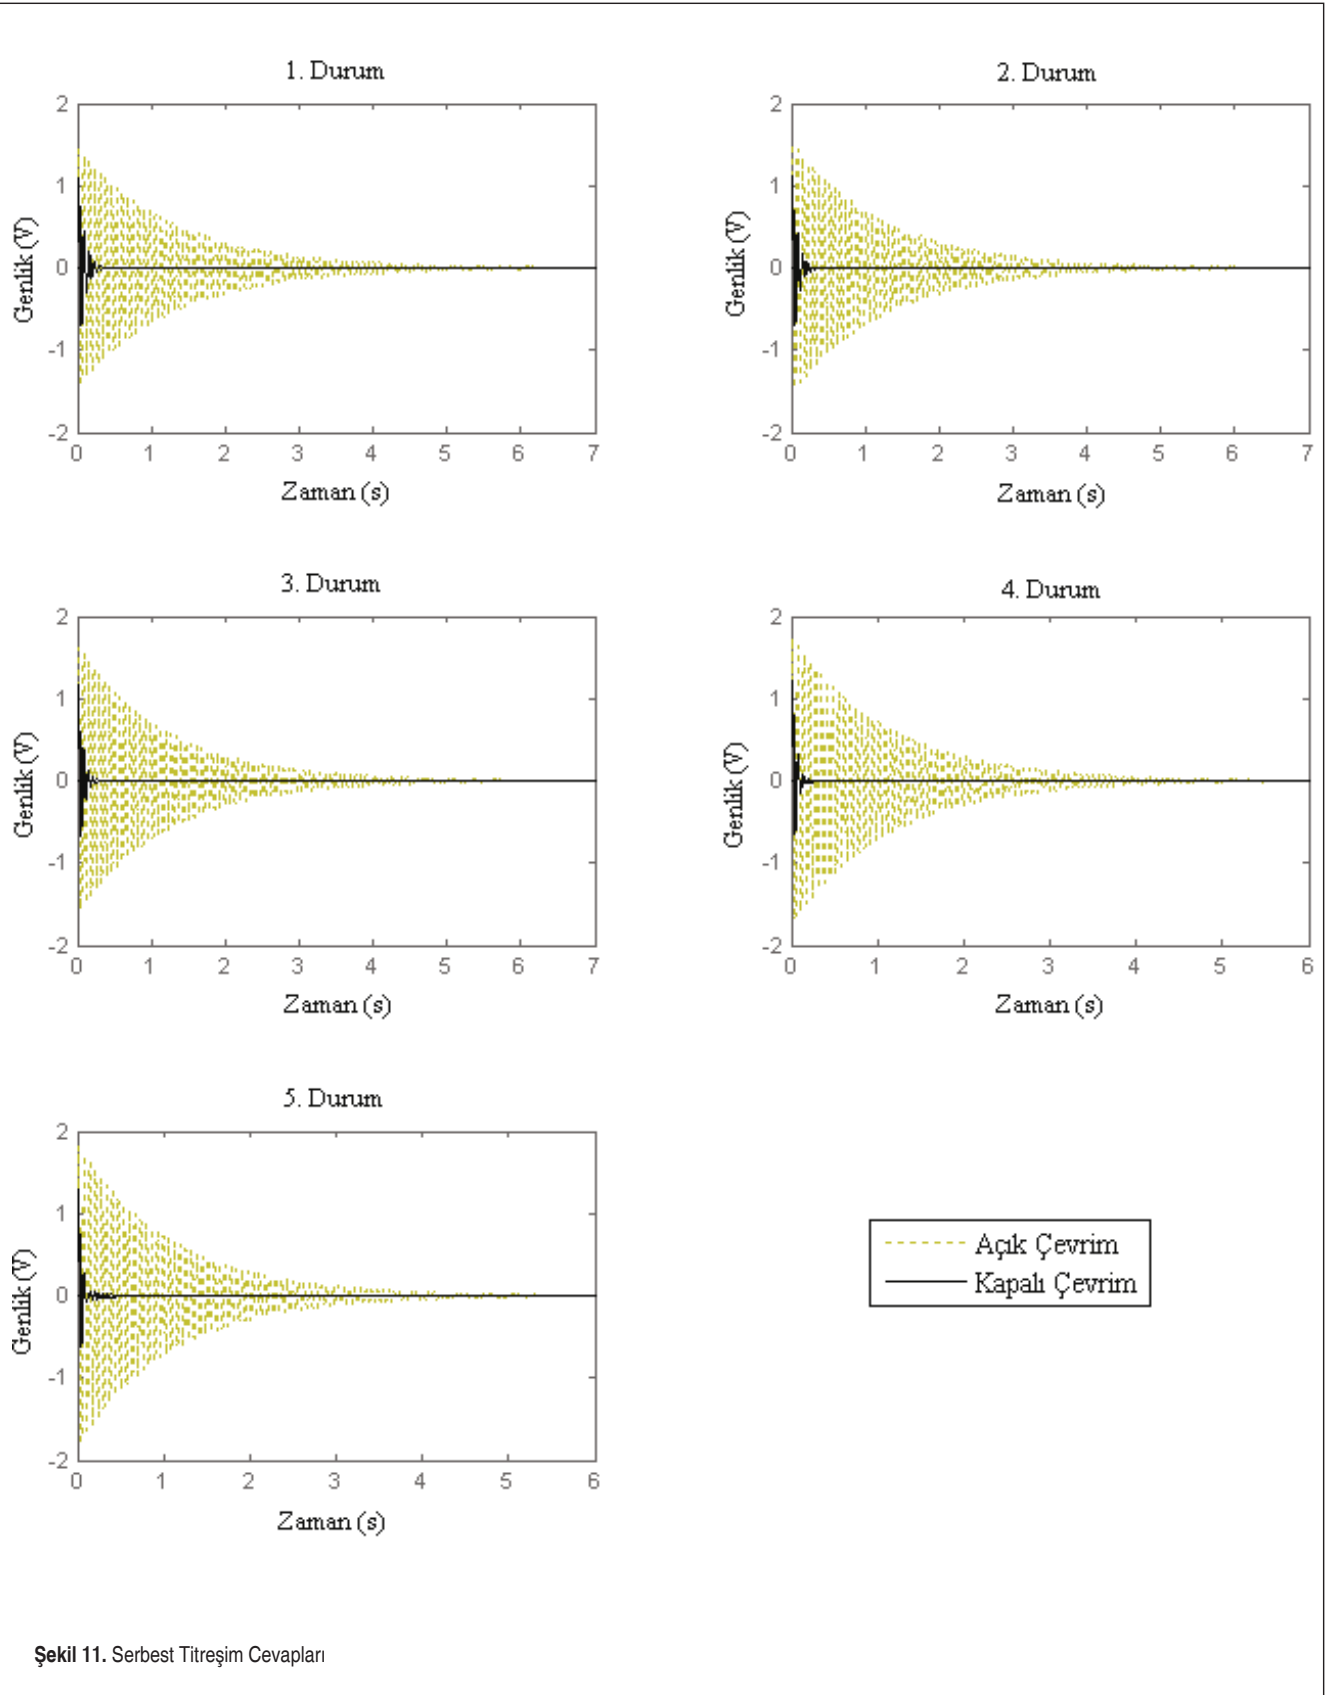 1. Durum
2
1
0
-1
-2
Genlik (V)
0 1 2 3 4 5 6 7
Zaman (s)
2. Durum
2
1
0
-1
-2
Genlik (V)
0 1 2 3 4 5 6 7
Zaman (s)
3. Durum
2
1
0
-1
-2
Genlik (V)
0 1 2 3 4 5 6 7
Zaman (s)
4. Durum
2
1
0
-1
-2
Genlik (V)
0 1 2 3 4 5 6
Zaman (s)
5. Durum
2
1
0
-1
-2
Genlik (V)
0 1 2 3 4 5 6
Zaman (s)
Açık Çevrim
Kapalı Çevrim
Şekil 11. Serbest Titreşim Cevapları